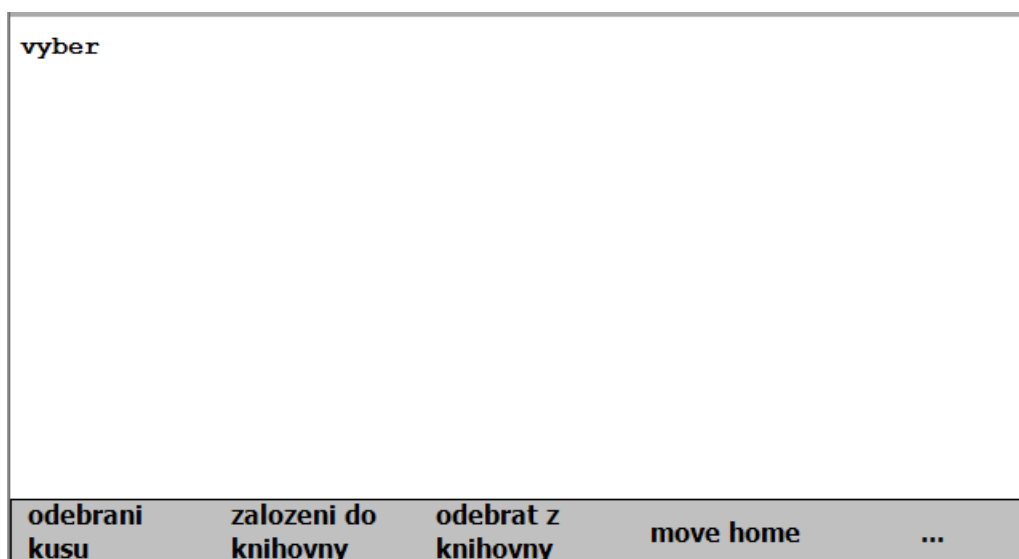 vyber
odebrani
kusu
zalozeni do
knihovny
odebrat z
knihovny
move home
...